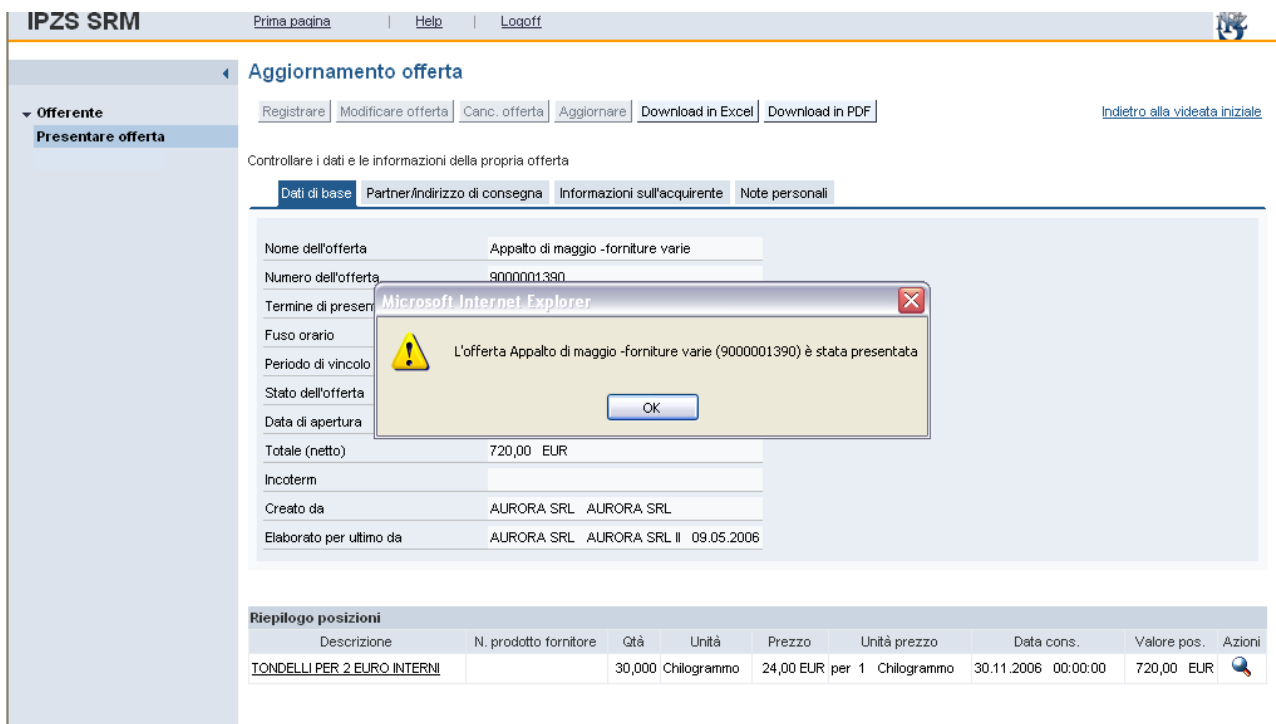 IPZS SRM
Prima pagina | Help | Logoff
Aggiornamento offerta
Offerente
Presentare offerta
Registrare Modificare offerta Canc. offerta Aggiornare Download in Excel Download in PDF
Indietro alla videata iniziale
Controllare i dati e le informazioni della propria offerta
Dati di base Partner/indirizzo di consegna Informazioni sull'acquirente Note personali
Nome dell'offerta Appalto di maggio -forniture varie
Numero dell'offerta 9000001390
Termine di presen
Fuso orario
Periodo di vincolo
Stato dell'offerta
Data di apertura
Microsoft Internet Explorer
L'offerta Appalto di maggio -forniture varie (9000001390) è stata presentata
OK
Totale (netto) 720,00 EUR
Incoterm
Creato da AURORA SRL AURORA SRL
Elaborato per ultimo da AURORA SRL AURORA SRL II 09.05.2006
Riepilogo posizioni
Descrizione N. prodotto fornitore Qtà Unità Prezzo Unità prezzo Data cons. Valore pos. Azioni
TONDELLI PER 2 EURO INTERNI 30,000 Chilogrammo 24,00 EUR per 1 Chilogrammo 30.11.2006 00:00:00 720,00 EUR